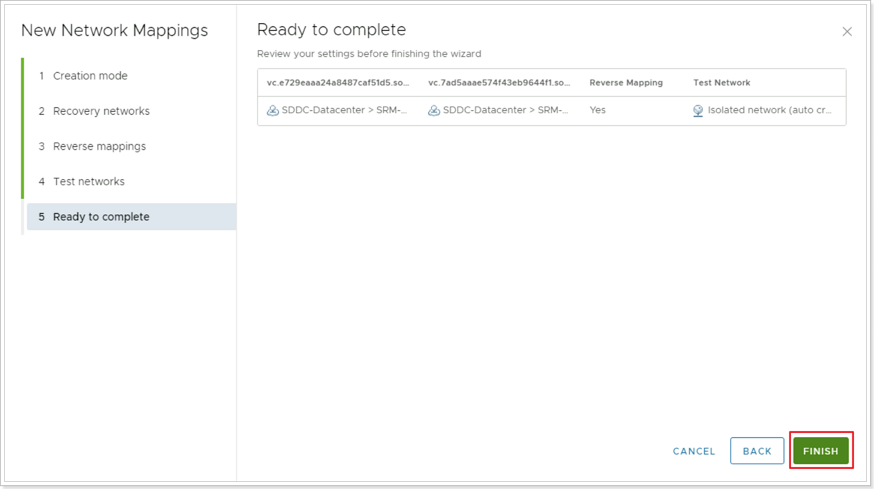 New Network Mappings
1 Creation mode
2 Recovery networks
3 Reverse mappings
4 Test networks
5 Ready to complete
Ready to complete
Review your settings before finishing the wizard
vc.e729eaaa24a8487caf51d5.so... vc.7ad5aaae574f43eb9644f1.so... Reverse Mapping Test Network
SDDC-Datacenter > SRM-... SDDC-Datacenter > SRM-... Yes Isolated network (auto cr...
CANCEL BACK FINISH